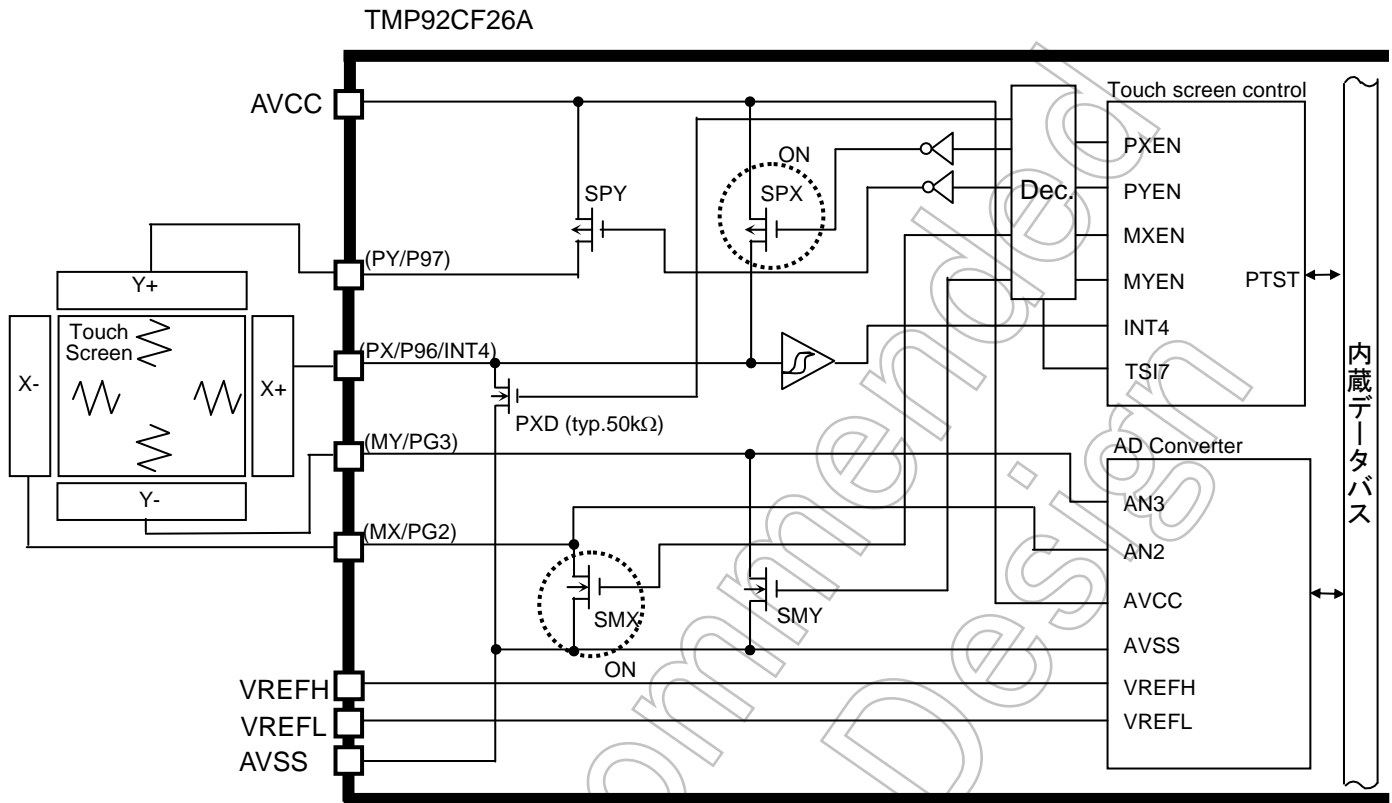 TMP92CF26A
AVCC
Touch screen control
ON
PXEN
SPY
SPX
Dec.
PYEN
MXEN
(PY/P97)
MYEN
PTST
Y+
Touch
Screen
(PX/P96/INT4)
INT4
X-
X+
TSI7
PXD (typ.50kΩ)
(MY/PG3)
AD Converter
Y-
AN3
(MX/PG2)
AN2
AVCC
SMX
SMY
AVSS
ON
VREFH
VREFH
VREFL
VREFL
AVSS
内蔵データバス
ommended
Design